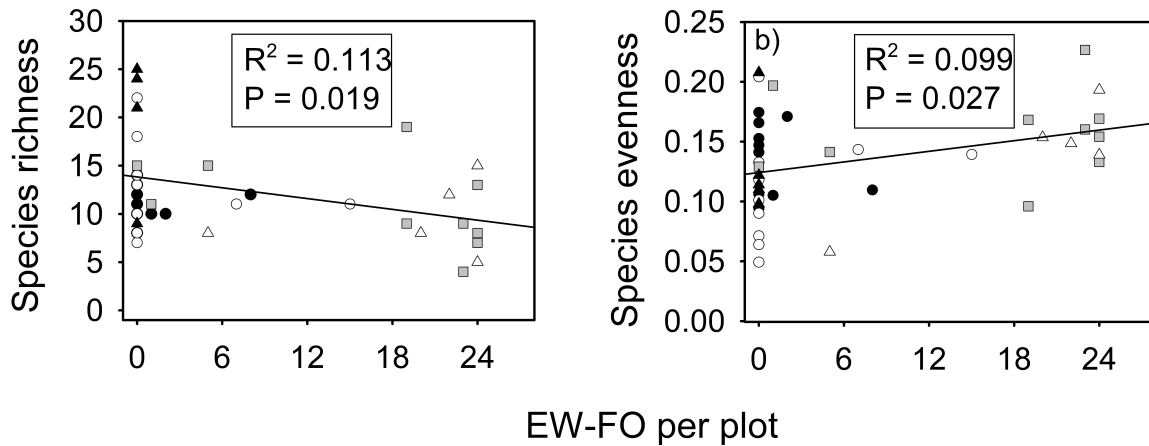 Species richness
30
25
20
15
10
5
0
R² = 0.113
P = 0.019
0 6 12 18 24
Species evenness
0.25
0.20
0.15
0.10
0.05
0.00
b)
R² = 0.099
P = 0.027
0 6 12 18 24
EW-FO per plot